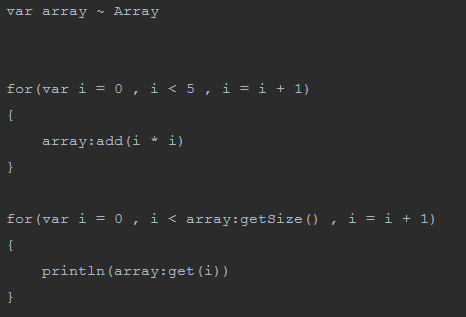 var array ~ Array
for(var i = 0 , i < 5 , i = i + 1)
{
    array:add(i * i)
}
for(var i = 0 , i < array:getSize() , i = i + 1)
{
    println(array:get(i))
}